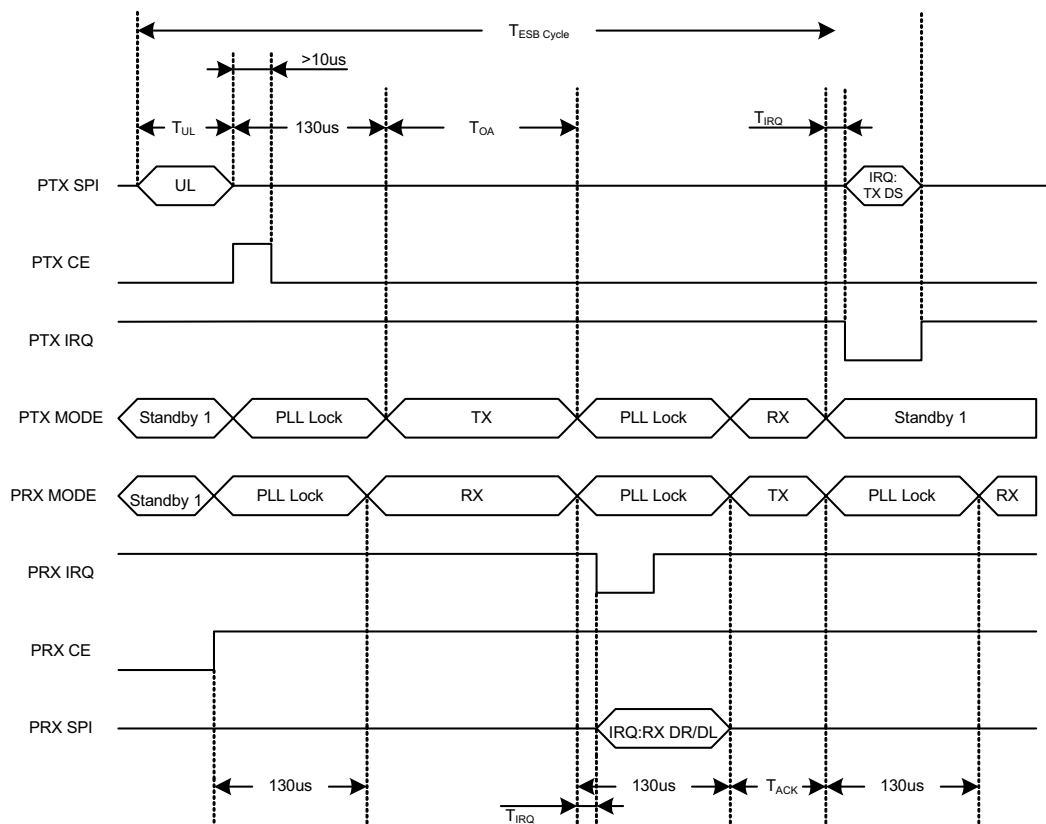 TESB Cycle
>10us
TUL
130us
TOA
TIRQ
PTX SPI
UL
IRQ:
TX DS
PTX CE
PTX IRQ
PTX MODE
Standby 1
PLL Lock
TX
PLL Lock
RX
Standby 1
PRX MODE
Standby 1
PLL Lock
RX
PLL Lock
TX
PLL Lock
RX
PRX IRQ
PRX CE
PRX SPI
IRQ:RX DR/DL
130us
130us
TACK
130us
TIRQ